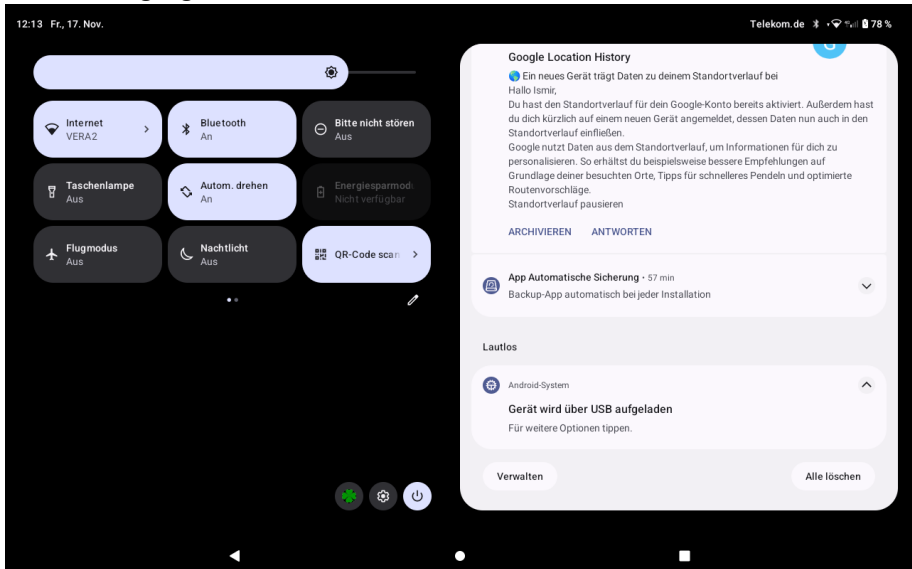 12:13 Fr., 17. Nov.
Telekom.de
78 %
Internet
VERA2
Bluetooth
An
Bitte nicht stören
Aus
Taschenlampe
Aus
Autom. drehen
An
Energiesparmod
Nicht verfügbar
Flugmodus
Aus
Nachtlicht
Aus
QR-Code scan
Google Location History
Ein neues Gerät trägt Daten zu deinem Standortverlauf bei
Hallo Ismir,
Du hast den Standortverlauf für dein Google-Konto bereits aktiviert. Außerdem hast
du dich kürzlich auf einem neuen Gerät angemeldet, dessen Daten nun auch in den
Standortverlauf einfließen.
Google nutzt Daten aus dem Standortverlauf, um Informationen für dich zu
personalisieren. So erhältst du beispielsweise bessere Empfehlungen auf
Grundlage deiner besuchten Orte, Tipps für schnelleres Pendeln und optimierte
Routenvorschläge.
Standortverlauf pausieren
ARCHIVIEREN ANTWORTEN
App Automatische Sicherung · 57 min
Backup-App automatisch bei jeder Installation
Lautlos
Android-System
Gerät wird über USB aufgeladen
Für weitere Optionen tippen.
Verwalten
Alle löschen